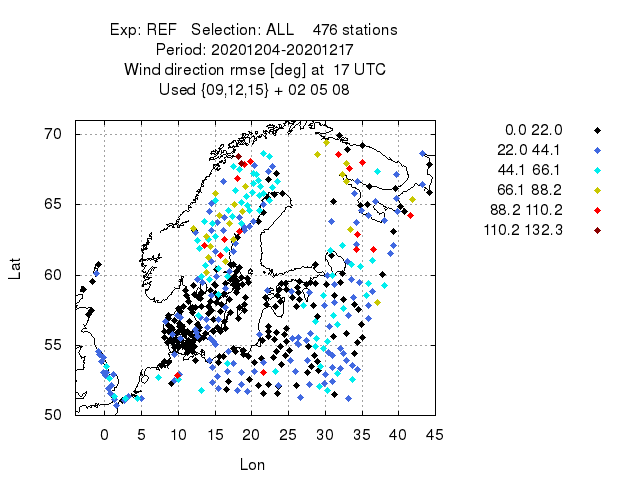 Exp: REF   Selection: ALL    476 stations
Period: 20201204-20201217
Wind direction rmse [deg] at  17 UTC
Used {09,12,15} + 02 05 08
70
65
60
55
50
Lat
0 5 10 15 20 25 30 35 40 45
Lon
0.0 22.0
22.0 44.1
44.1 66.1
66.1 88.2
88.2 110.2
110.2 132.3